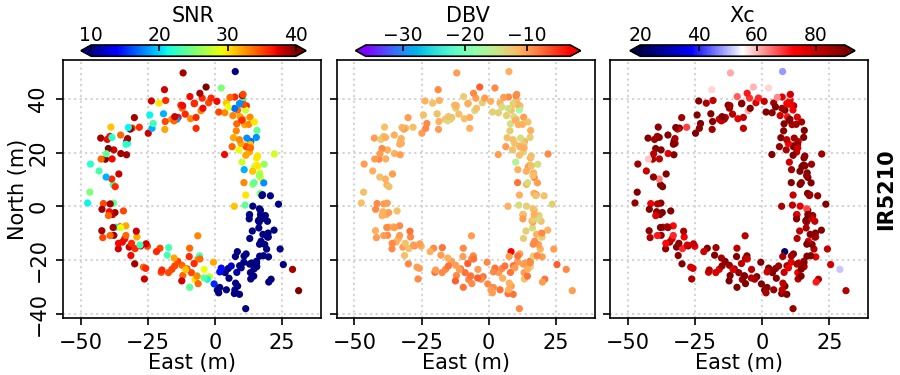 SNR DBV Xc
10 20 30 40 −30 −20 −10 20 40 60 80
40
20
0
−20
−40
North (m)
IR5210
−50 −25 0 25 −50 −25 0 25 −50 −25 0 25
East (m) East (m) East (m)